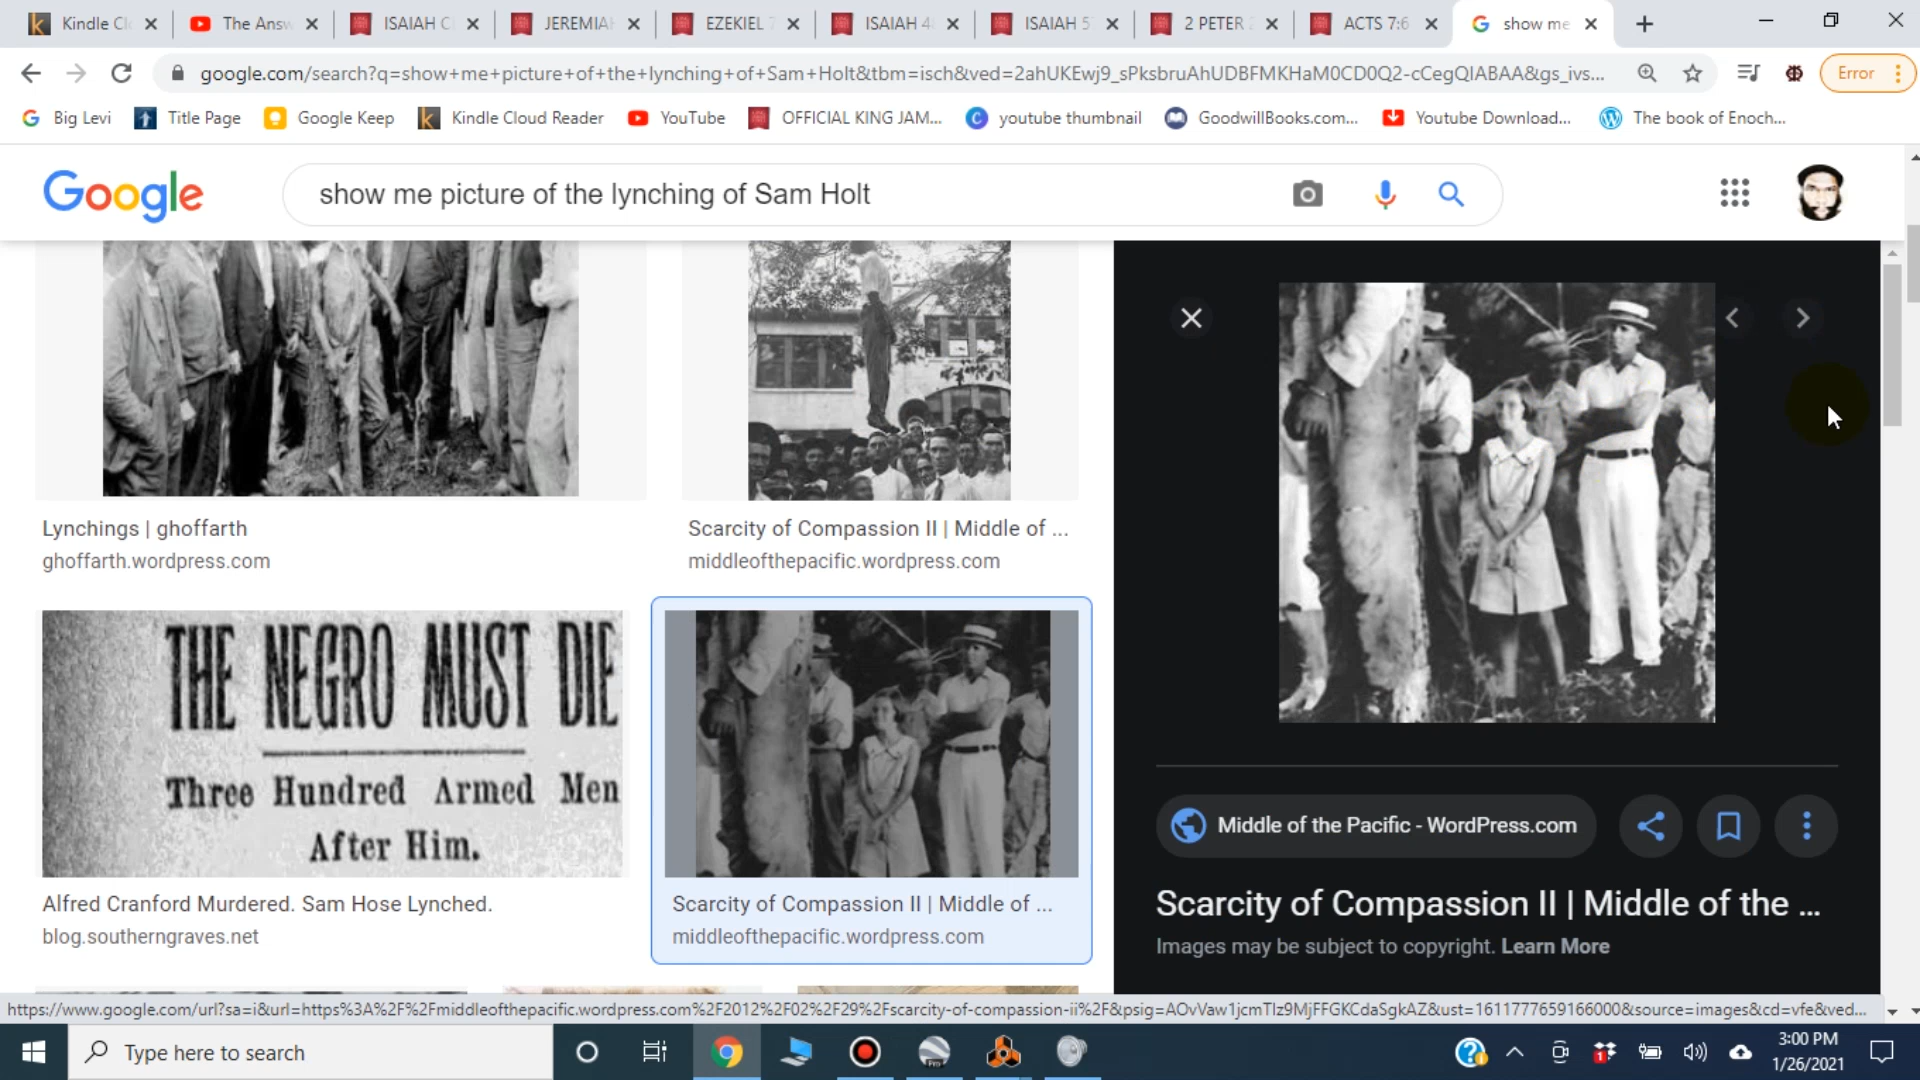 Kindle Cl
The Answ
ISAIAH C
JEREMIAH
EZEKIEL 7
ISAIAH 4
ISAIAH 5
2 PETER 2
ACTS 7:6
show me
google.com/search?q=show+me+picture+of+the+lynching+of+Sam+Holt&tbm=isch&ved=2ahUKEwj9_sPksbruAhUDBFMKHaM0CD0Q2-cCegQIABAA&gs_ivs...
Error
Big Levi
Title Page
Google Keep
Kindle Cloud Reader
YouTube
OFFICIAL KING JAM...
youtube thumbnail
GoodwillBooks.com...
Youtube Download...
The book of Enoch...
Google
show me picture of the lynching of Sam Holt
Lynchings | ghoffarth
ghoffarth.wordpress.com
Scarcity of Compassion II | Middle of ...
middleofthepacific.wordpress.com
THE NEGRO MUST DIE
Three Hundred Armed Men
After Him.
Alfred Cranford Murdered. Sam Hose Lynched.
blog.southerngraves.net
Scarcity of Compassion II | Middle of ...
middleofthepacific.wordpress.com
Middle of the Pacific - WordPress.com
Scarcity of Compassion II | Middle of the ...
Images may be subject to copyright. Learn More
https://www.google.com/url?sa=i&url=https%3A%2F%2Fmiddleofthepacific.wordpress.com%2F2012%2F02%2F29%2Fscarcity-of-compassion-ii%2F&psig=AOvVaw1jcmTlz9MjFFGKCdaSgkAZ&ust=1611777659166000&source=images&cd=vfe&ved...
Type here to search
3:00 PM
1/26/2021